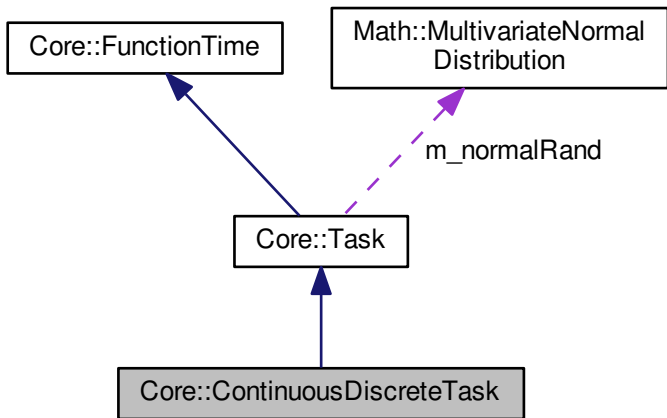 Core::FunctionTime
Math::MultivariateNormal
Distribution
m_normalRand
Core::Task
Core::ContinuousDiscreteTask